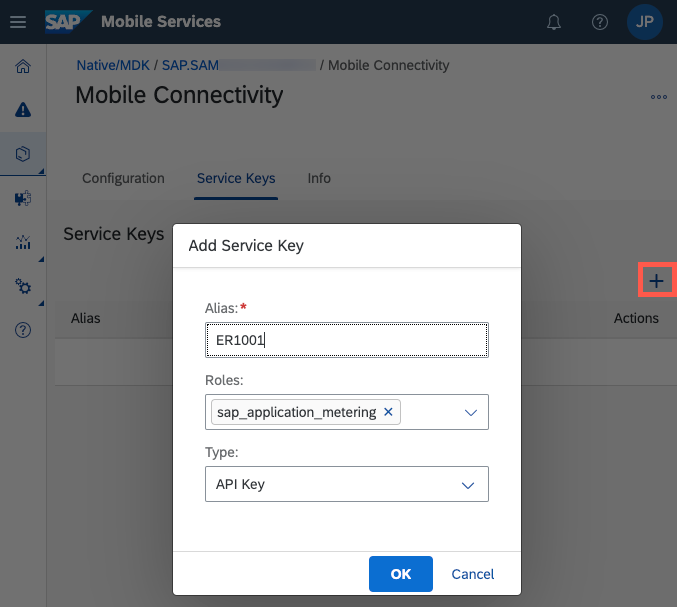 SAP Mobile Services
JP
Native/MDK / SAP.SAM / Mobile Connectivity
Mobile Connectivity
Configuration Service Keys Info
Service Keys
Add Service Key
Alias:*
ER1001
Alias
Actions
Roles:
sap_application_metering
Type:
API Key
OK Cancel